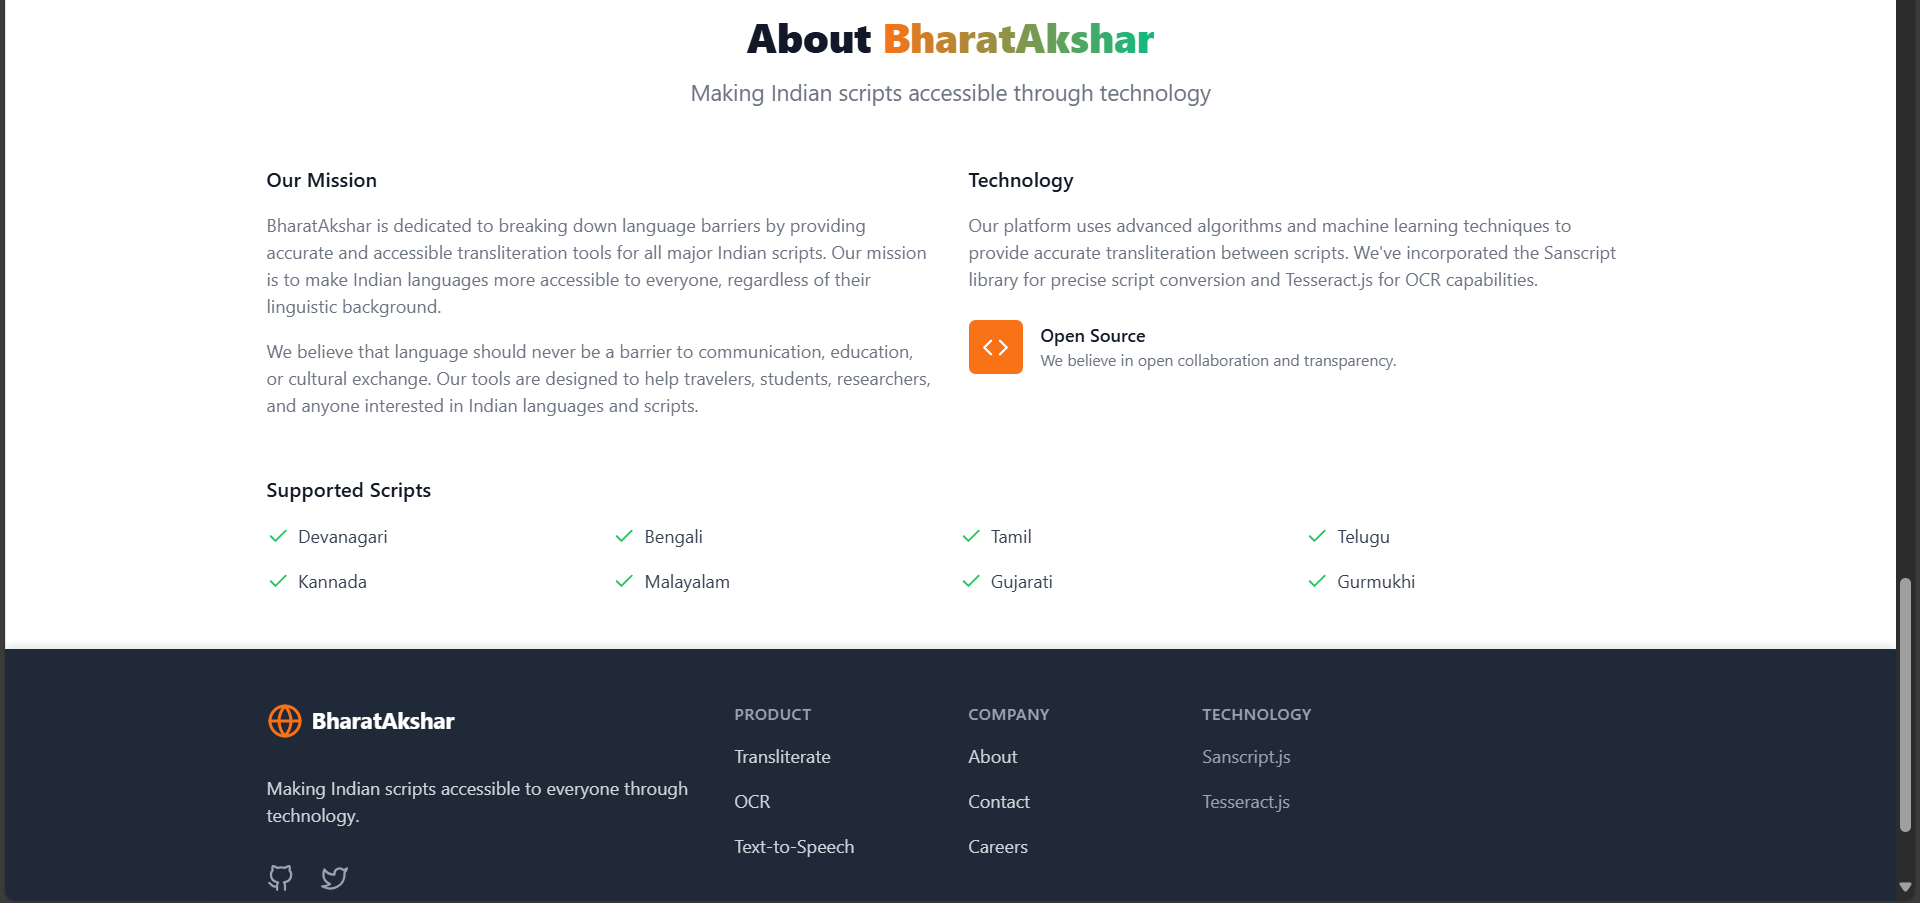 About BharatAkshar
Making Indian scripts accessible through technology
Our Mission
BharatAkshar is dedicated to breaking down language barriers by providing
accurate and accessible transliteration tools for all major Indian scripts. Our mission
is to make Indian languages more accessible to everyone, regardless of their
linguistic background.
We believe that language should never be a barrier to communication, education,
or cultural exchange. Our tools are designed to help travelers, students, researchers,
and anyone interested in Indian languages and scripts.
Technology
Our platform uses advanced algorithms and machine learning techniques to
provide accurate transliteration between scripts. We've incorporated the Sanscript
library for precise script conversion and Tesseract.js for OCR capabilities.
Open Source
We believe in open collaboration and transparency.
Supported Scripts
Devanagari
Bengali
Tamil
Telugu
Kannada
Malayalam
Gujarati
Gurmukhi
BharatAkshar
Making Indian scripts accessible to everyone through
technology.
PRODUCT
Transliterate
OCR
Text-to-Speech
COMPANY
About
Contact
Careers
TECHNOLOGY
Sanscript.js
Tesseract.js